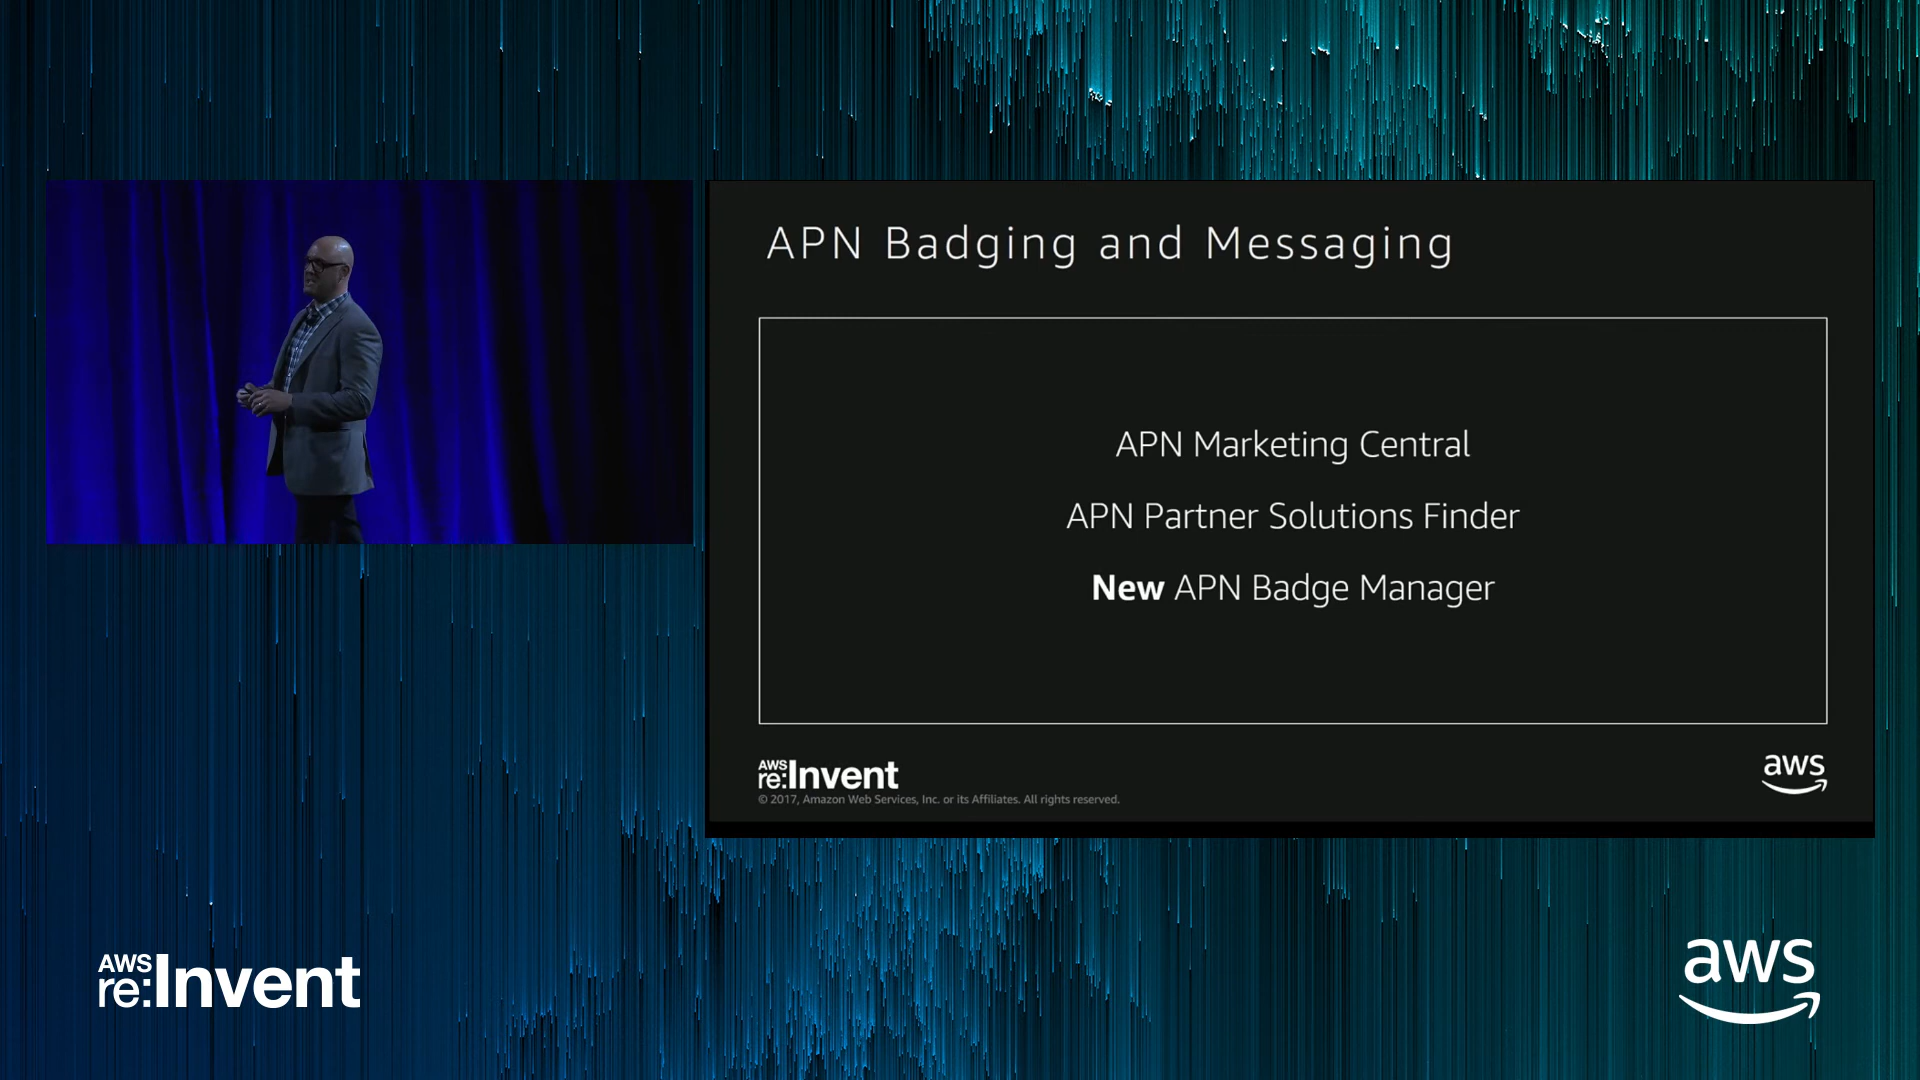 APN Badging and Messaging
APN Marketing Central
APN Partner Solutions Finder
New APN Badge Manager
AWS
re:Invent
© 2017, Amazon Web Services, Inc. or its Affiliates. All rights reserved.
aws
AWS
re:Invent
aws